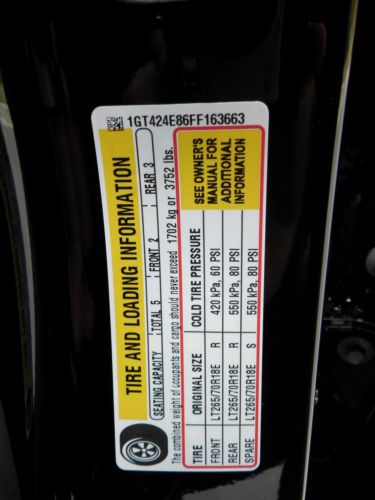 1GT424E86FF163663
TIRE AND LOADING INFORMATION
SEATING CAPACITY TOTAL 5 FRONT 2 REAR 3
The combined weight of occupants and cargo should never exceed 1702 kg or 3752 lbs.
TIRE ORIGINAL SIZE COLD TIRE PRESSURE
FRONT LT265/70R18E R 420 kPa, 60 PSI
REAR LT265/70R18E R 550 kPa, 80 PSI
SPARE LT265/70R18E S 550 kPa, 80 PSI
SEE OWNER'S
MANUAL FOR
ADDITIONAL
INFORMATION